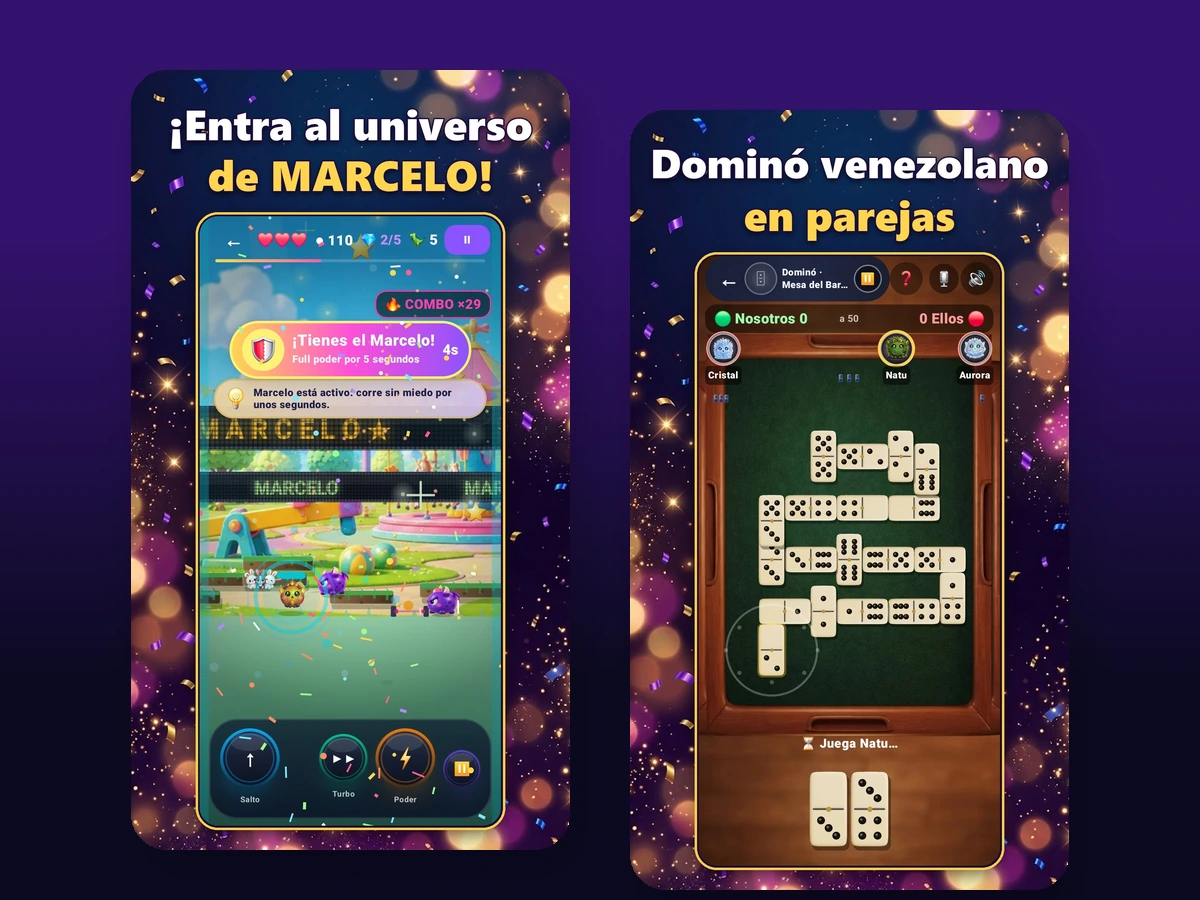 ¡Entra al universo
de MARCELO!
110
2/5
5
COMBO ×29
¡Tienes el Marcelo!
Full poder por 5 segundos
4s
Marcelo está activo: corre sin miedo por
unos segundos.
MARCELO
MARCELO
MAR
Salto
Turbo
Poder
Dominó venezolano
en parejas
Dominó ·
Mesa del Bar…
Nosotros 0
a 50
0 Ellos
Cristal
Natu
Aurora
Juega Natu…